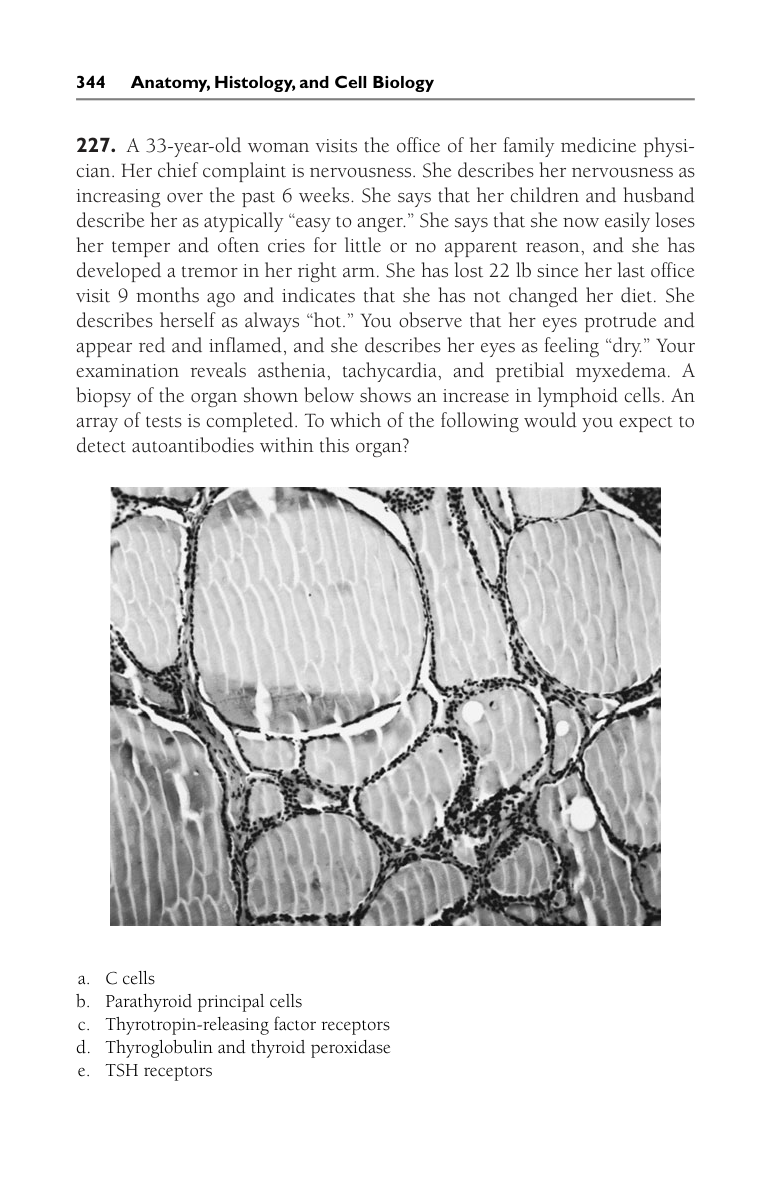 344 Anatomy, Histology, and Cell Biology
227. A 33-year-old woman visits the office of her family medicine physi-
cian. Her chief complaint is nervousness. She describes her nervousness as
increasing over the past 6 weeks. She says that her children and husband
describe her as atypically “easy to anger.” She says that she now easily loses
her temper and often cries for little or no apparent reason, and she has
developed a tremor in her right arm. She has lost 22 lb since her last office
visit 9 months ago and indicates that she has not changed her diet. She
describes herself as always “hot.” You observe that her eyes protrude and
appear red and inflamed, and she describes her eyes as feeling “dry.” Your
examination reveals asthenia, tachycardia, and pretibial myxedema. A
biopsy of the organ shown below shows an increase in lymphoid cells. An
array of tests is completed. To which of the following would you expect to
detect autoantibodies within this organ?
a. C cells
b. Parathyroid principal cells
c. Thyrotropin-releasing factor receptors
d. Thyroglobulin and thyroid peroxidase
e. TSH receptors